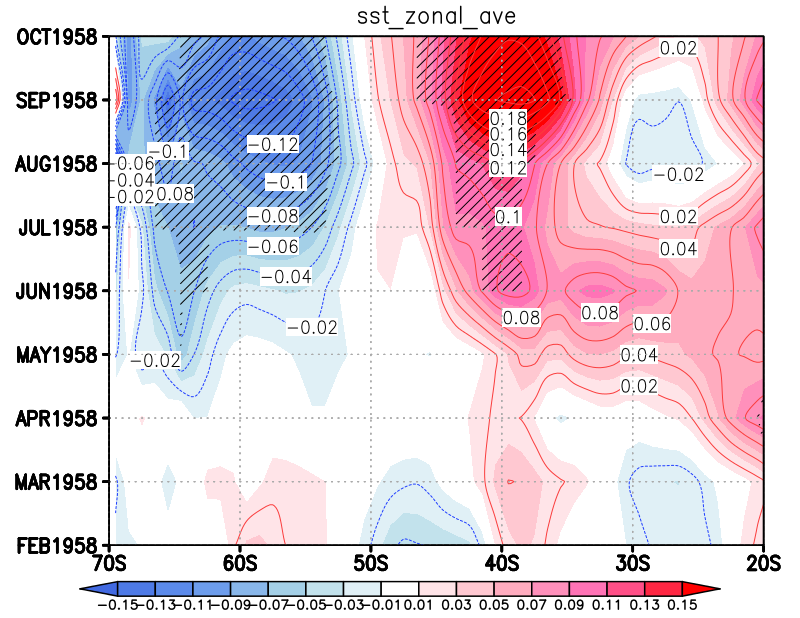 sst_zonal_ave
OCT1958
0.02
SEP1958
0.18
0.16
-0.12
-0.1
0.14
AUG1958
-0.06
0.12
-0.04
-0.1
-0.02
-0.02
0.08
-0.08
0.1
0.02
JUL1958
-0.06
0.04
-0.04
JUN1958
0.08
0.08
0.06
-0.02
MAY1958
-0.02
0.04
0.02
APR1958
MAR1958
FEB1958
70S 60S 50S 40S 30S 20S
-0.15 -0.13 -0.11 -0.09 -0.07 -0.05 -0.03 -0.01 0.01 0.03 0.05 0.07 0.09 0.11 0.13 0.15